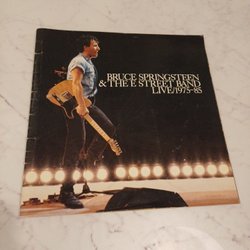 BRUCE SPRINGSTEEN
& THE E STREET BAND
LIVE/1975-85